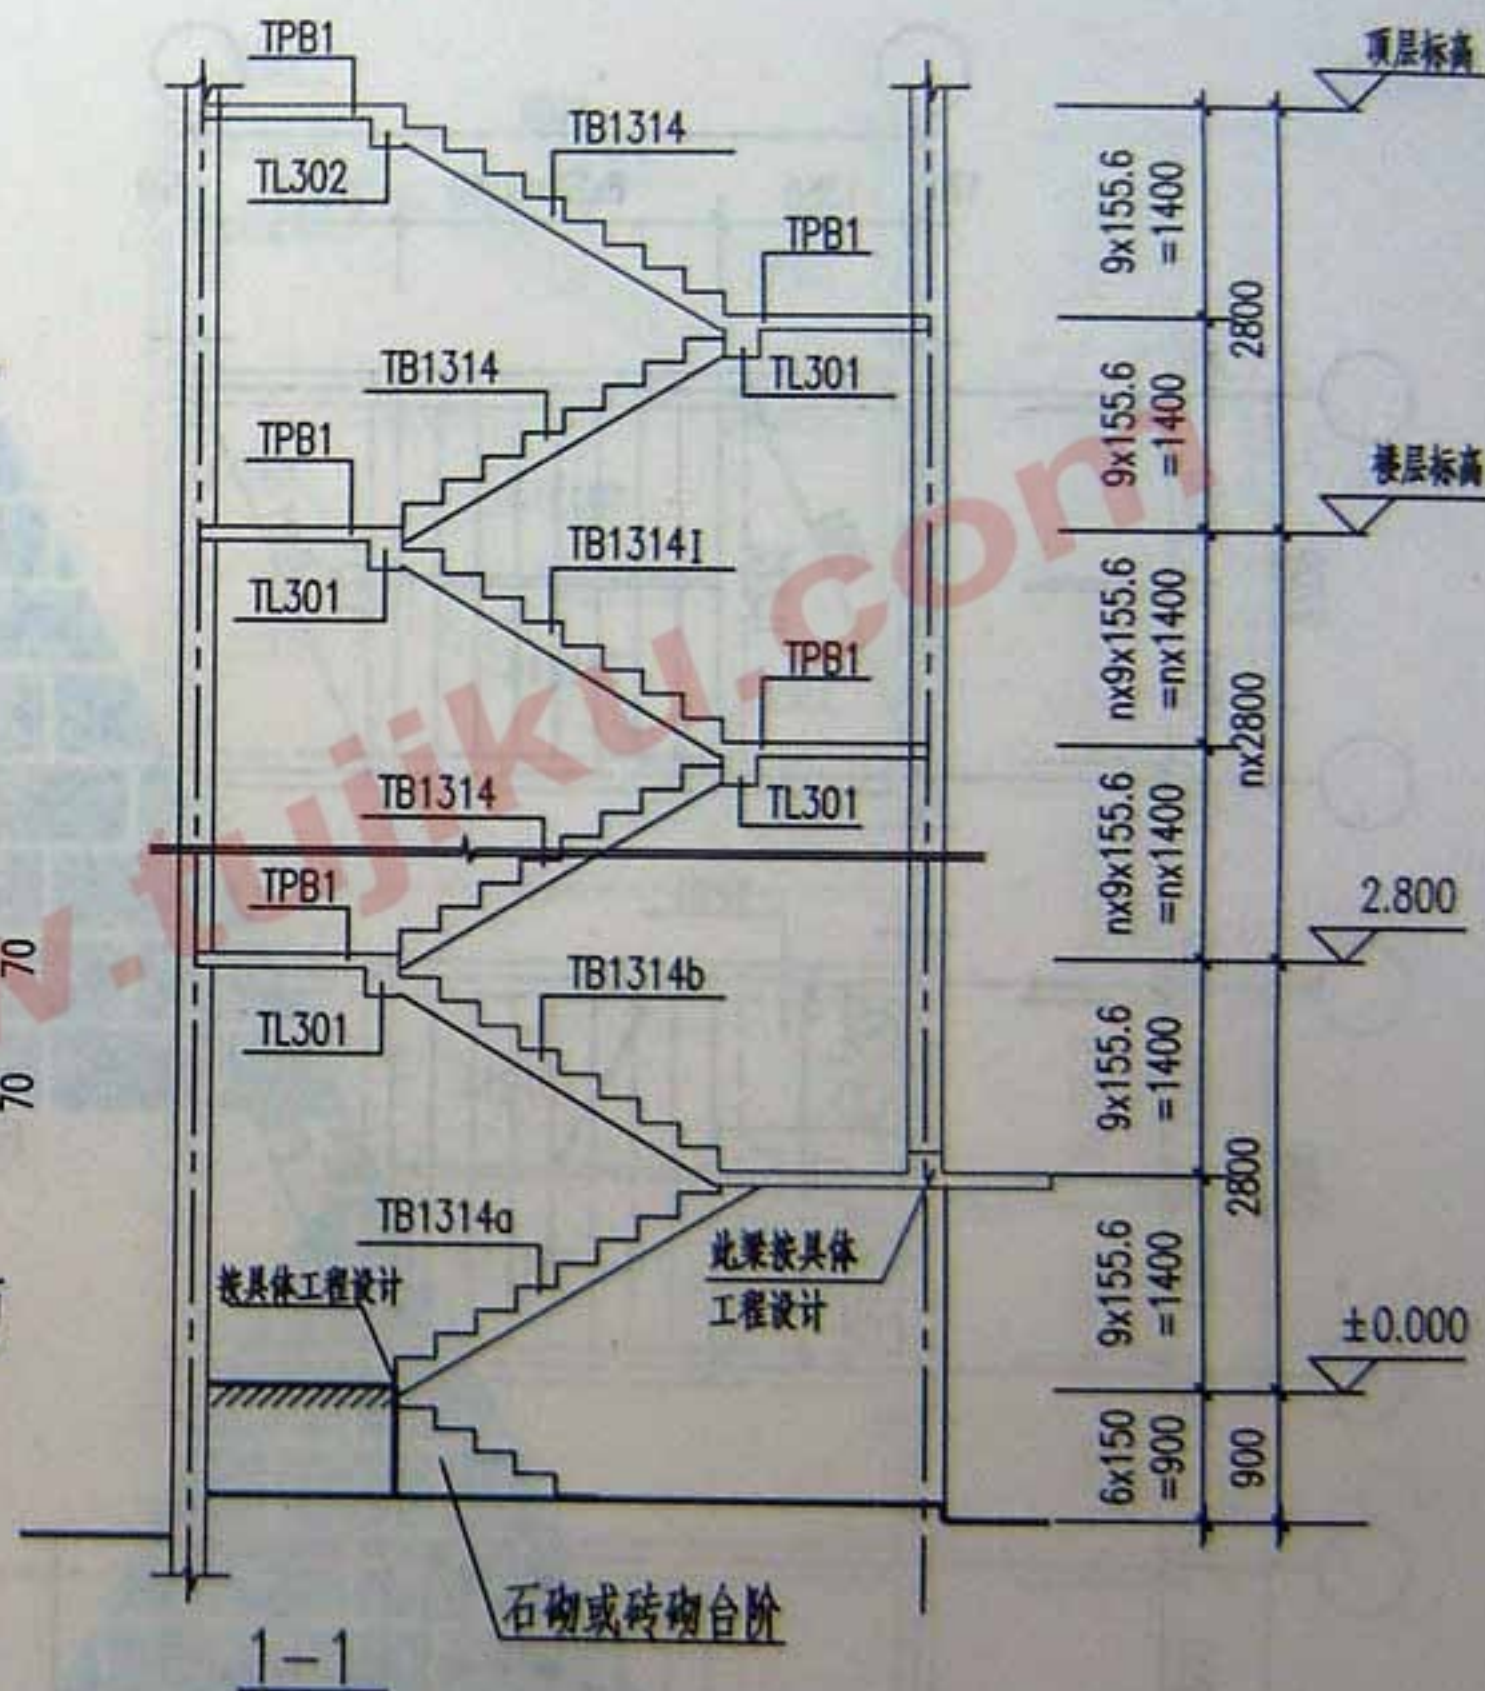 TPB1
顶层标高
TB1314
TL302
9x155.6
=1400
TPB1
2800
TB1314
TL301
9x155.6
=1400
TPB1
楼层标高
TB1314I
TL301
nx9x155.6
=nx1400
TPB1
nx2800
TB1314
TL301
nx9x155.6
=nx1400
TPB1
2.800
70
TB1314b
TL301
9x155.6
=1400
70
2800
TB1314a
此梁按具体
工程设计
按具体工程设计
9x155.6
=1400
±0.000
6x150
=900
900
石砌或砖砌台阶
1-1
w.tujiku.com